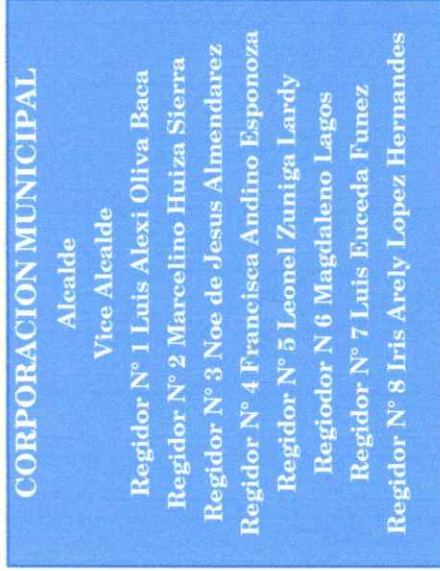 CORPORACION MUNICIPAL
Alcalde
Vice Alcalde
Regidor N° 1 Luis Alexi Oliva Baca
Regidor N° 2 Marcelino Huiza Sierra
Regidor N° 3 Noe de Jesus Almendarez
Regidor N° 4 Francisca Andino Esponoza
Regidor N° 5 Leonel Zuniga Lardy
Regiodor N 6 Magdaleno Lagos
Regidor N° 7 Luis Euceda Funez
Regidor N° 8 Iris Arely Lopez Hernandes